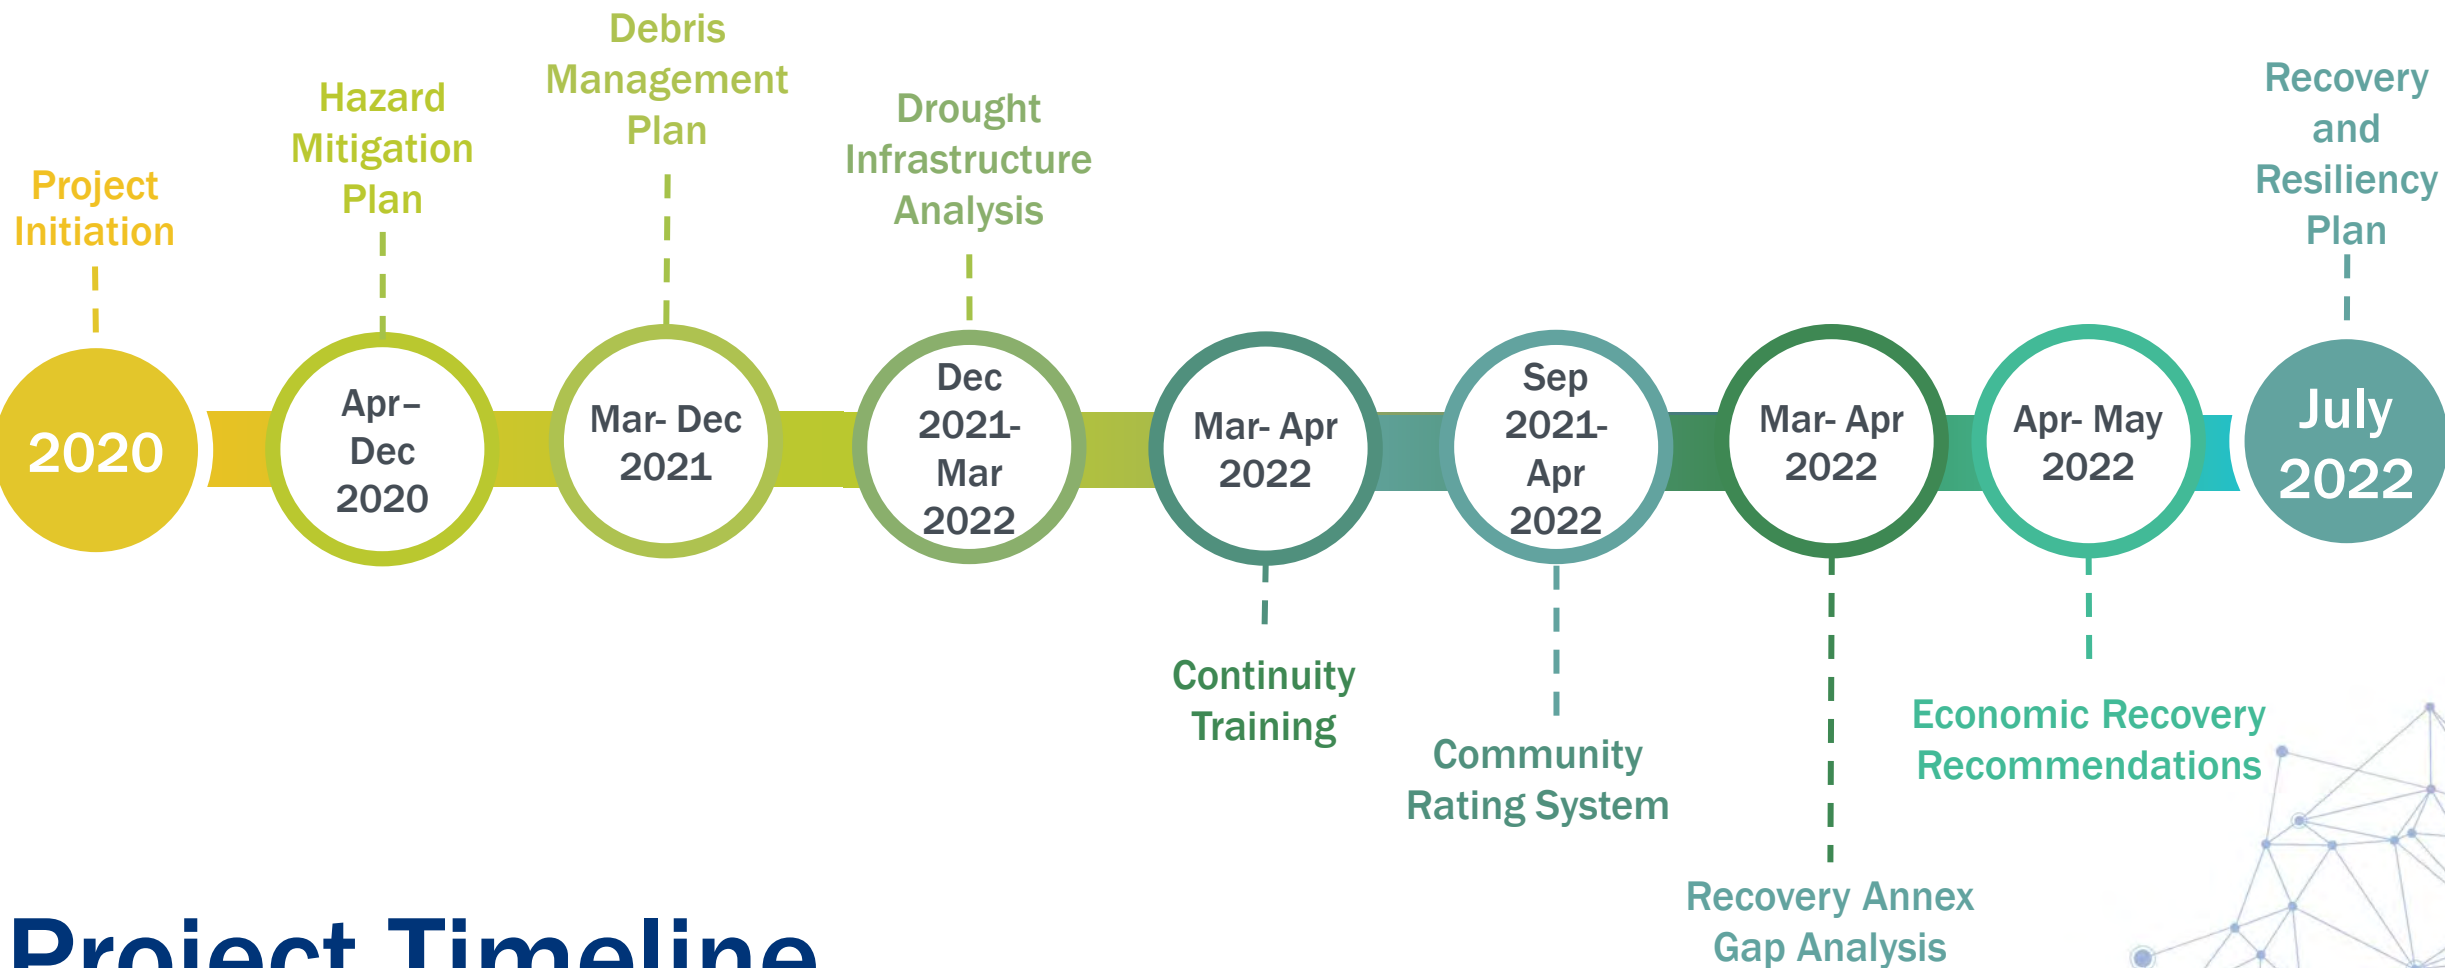 Project
Initiation
2020
Hazard
Mitigation
Plan
Apr–
Dec
2020
Debris
Management
Plan
Mar- Dec
2021
Drought
Infrastructure
Analysis
Dec
2021-
Mar
2022
Mar- Apr
2022
Continuity
Training
Sep
2021-
Apr
2022
Community
Rating System
Mar- Apr
2022
Recovery Annex
Gap Analysis
Apr- May
2022
Economic Recovery
Recommendations
Recovery
and
Resiliency
Plan
July
2022
Project Timeline